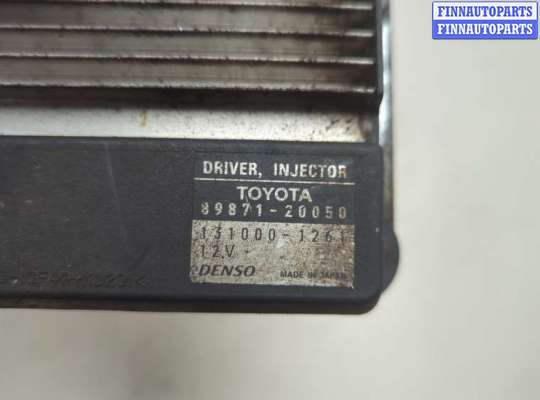 FINNAUTOPARTS
FINNAUTOPARTS
DRIVER, INJECTOR
TOYOTA
89871-20050
131000-1261
12V
DENSO MADE IN JAPAN